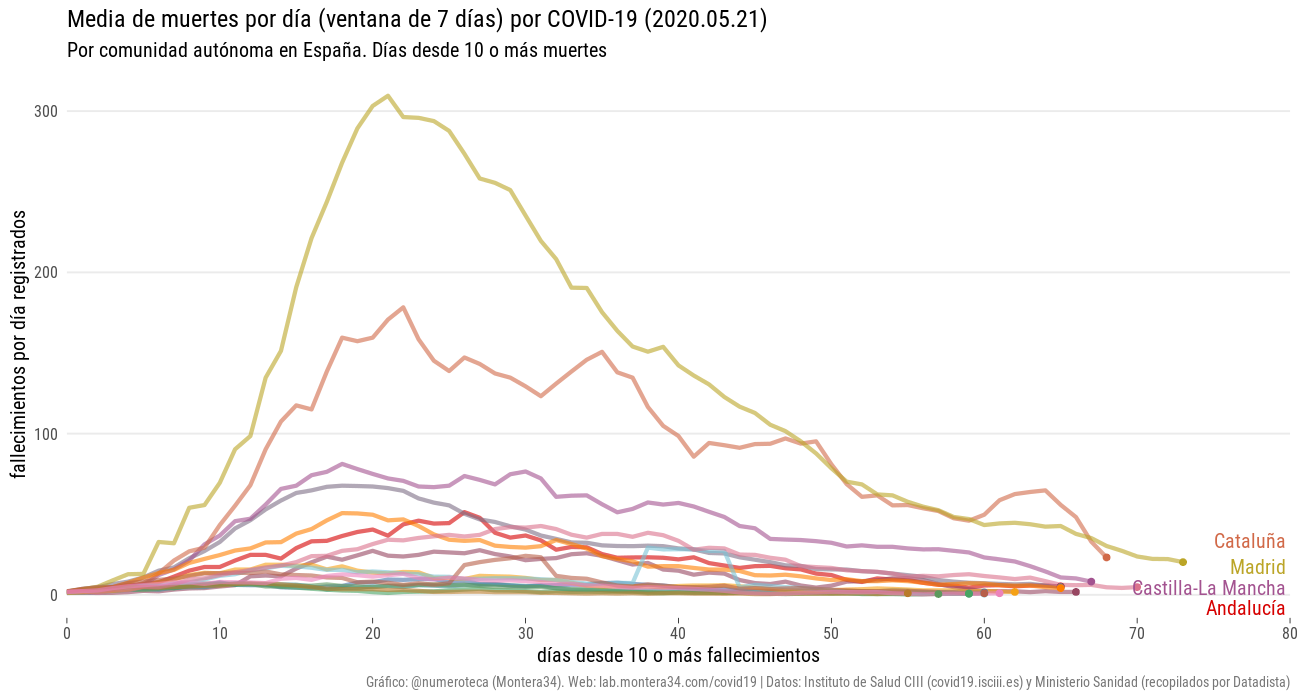 Media de muertes por día (ventana de 7 días) por COVID-19 (2020.05.21)
Por comunidad autónoma en España. Días desde 10 o más muertes
fallecimientos por día registrados
300
200
100
0
Cataluña
Madrid
Castilla-La Mancha
Andalucía
0 10 20 30 40 50 60 70 80
días desde 10 o más fallecimientos
Gráfico: @numeroteca (Montera34). Web: lab.montera34.com/covid19 | Datos: Instituto de Salud CIII (covid19.isciii.es) y Ministerio Sanidad (recopilados por Datadista)